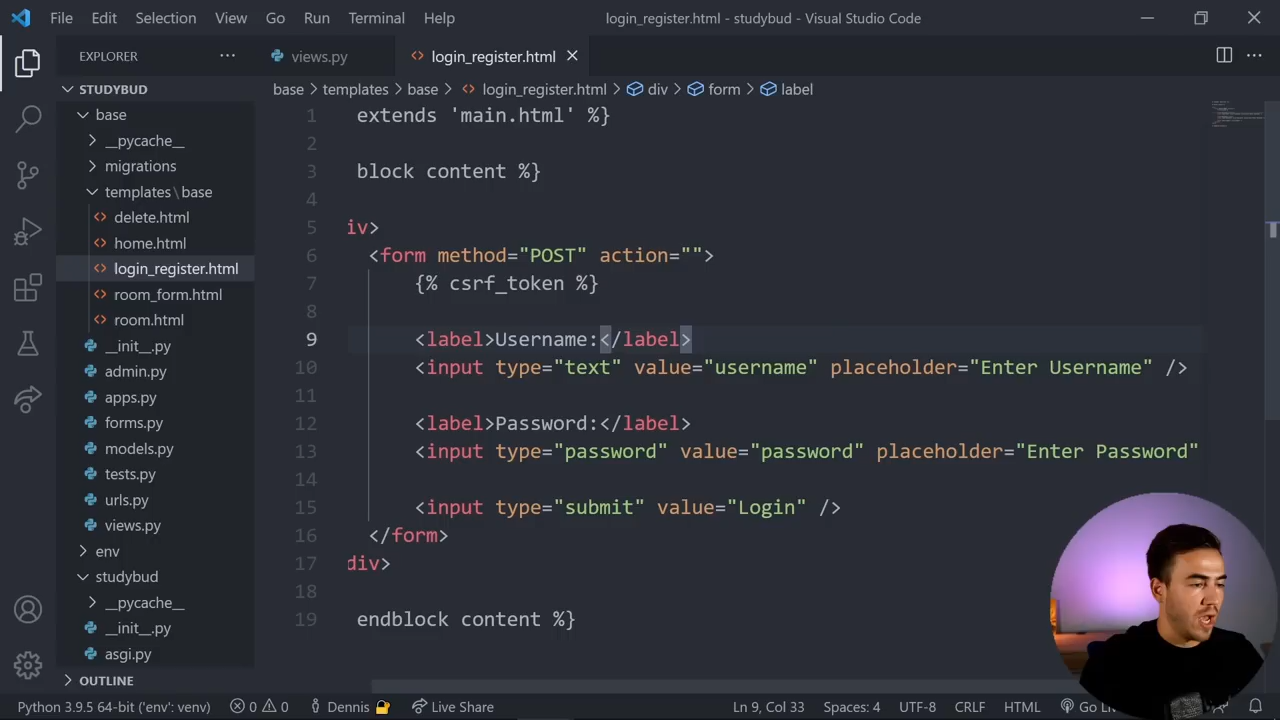 File Edit Selection View Go Run Terminal Help login_register.html - studybud - Visual Studio Code
EXPLORER
views.py
login_register.html
STUDYBUD
base
__pycache__
migrations
templates\base
delete.html
home.html
login_register.html
room_form.html
room.html
__init__.py
admin.py
apps.py
forms.py
models.py
tests.py
urls.py
views.py
env
studybud
__pycache__
__init__.py
asgi.py
OUTLINE
base > templates > base > login_register.html > div > form > label
1 extends 'main.html' %}
2
3 block content %}
4
5 iv>
6 <form method="POST" action="">
7 {% csrf_token %}
8
9 <label>Username:</label>
10 <input type="text" value="username" placeholder="Enter Username" />
11
12 <label>Password:</label>
13 <input type="password" value="password" placeholder="Enter Password"
14
15 <input type="submit" value="Login" />
16 </form>
17 div>
18
19 endblock content %}
Python 3.9.5 64-bit ('env': venv) 0 0 Dennis Live Share Ln 9, Col 33 Spaces: 4 UTF-8 CRLF HTML Go